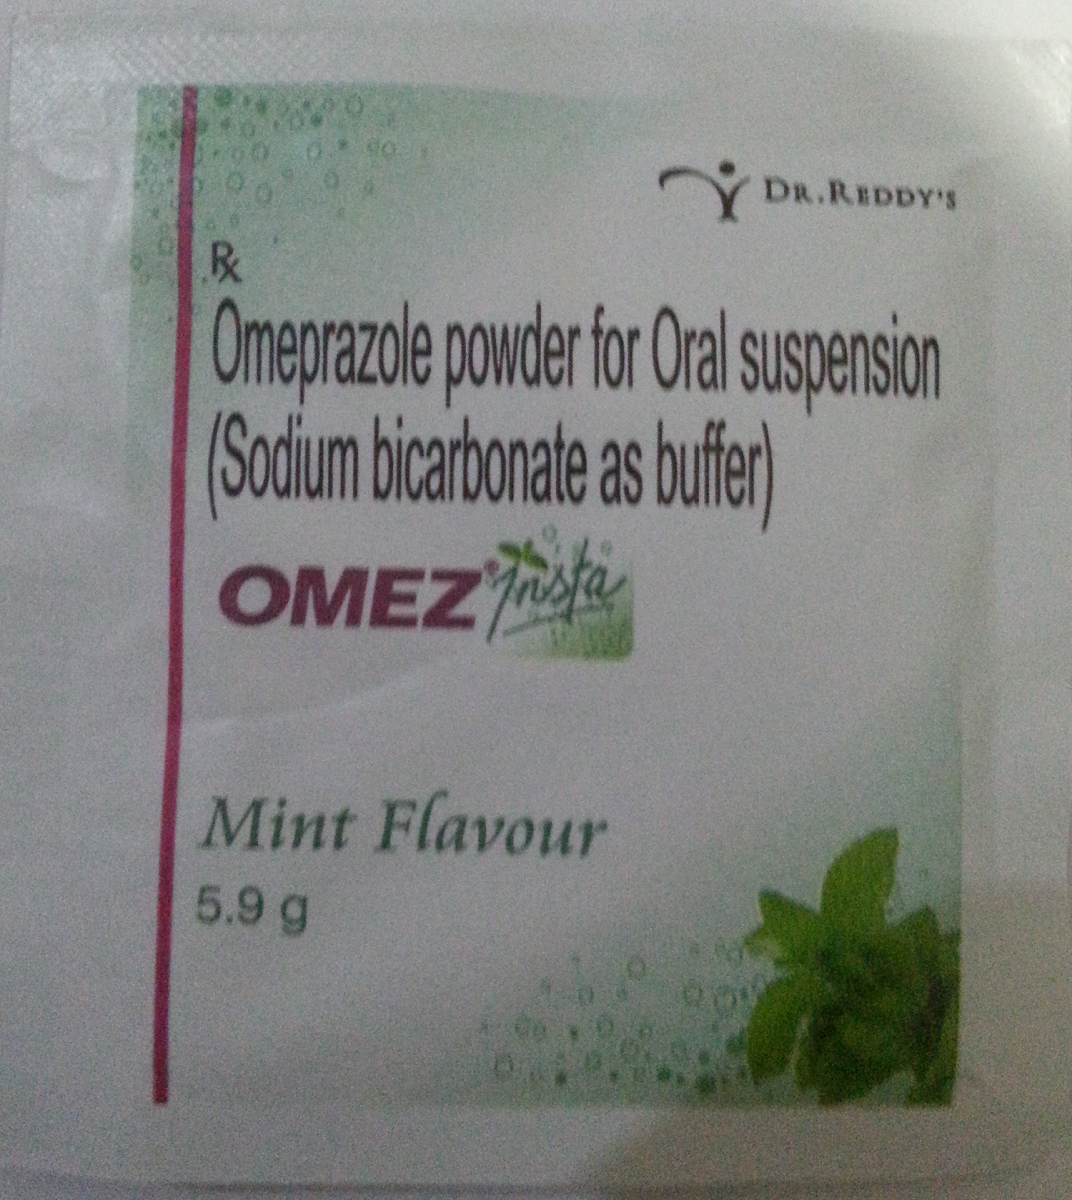 DR.REDDY'S
Rx
Omeprazole powder for Oral suspension
(Sodium bicarbonate as buffer)
OMEZ® Insta
Mint Flavour
5.9 g